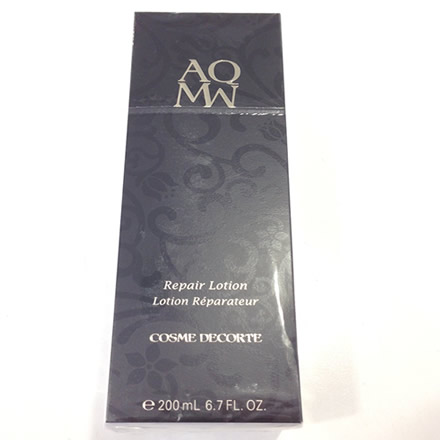 AQ
MW
Repair Lotion
Lotion Réparateur
COSME DECORTE
℮ 200 mL 6.7 FL. OZ.